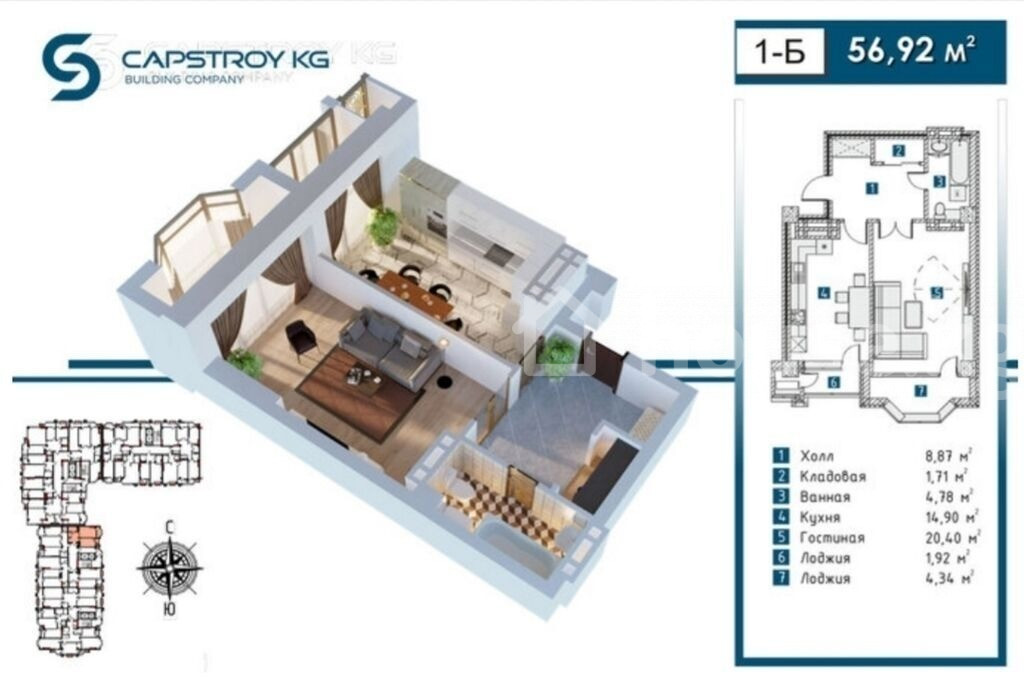 CAPSTROY KG
BUILDING COMPANY
1-Б
56,92 м²
1
2
3
4
5
6
7
1 Холл 8,87 м²
2 Кладовая 1,71 м²
3 Ванная 4,78 м²
4 Кухня 14,90 м²
5 Гостиная 20,40 м²
6 Лоджия 1,92 м²
7 Лоджия 4,34 м²
С
Ю